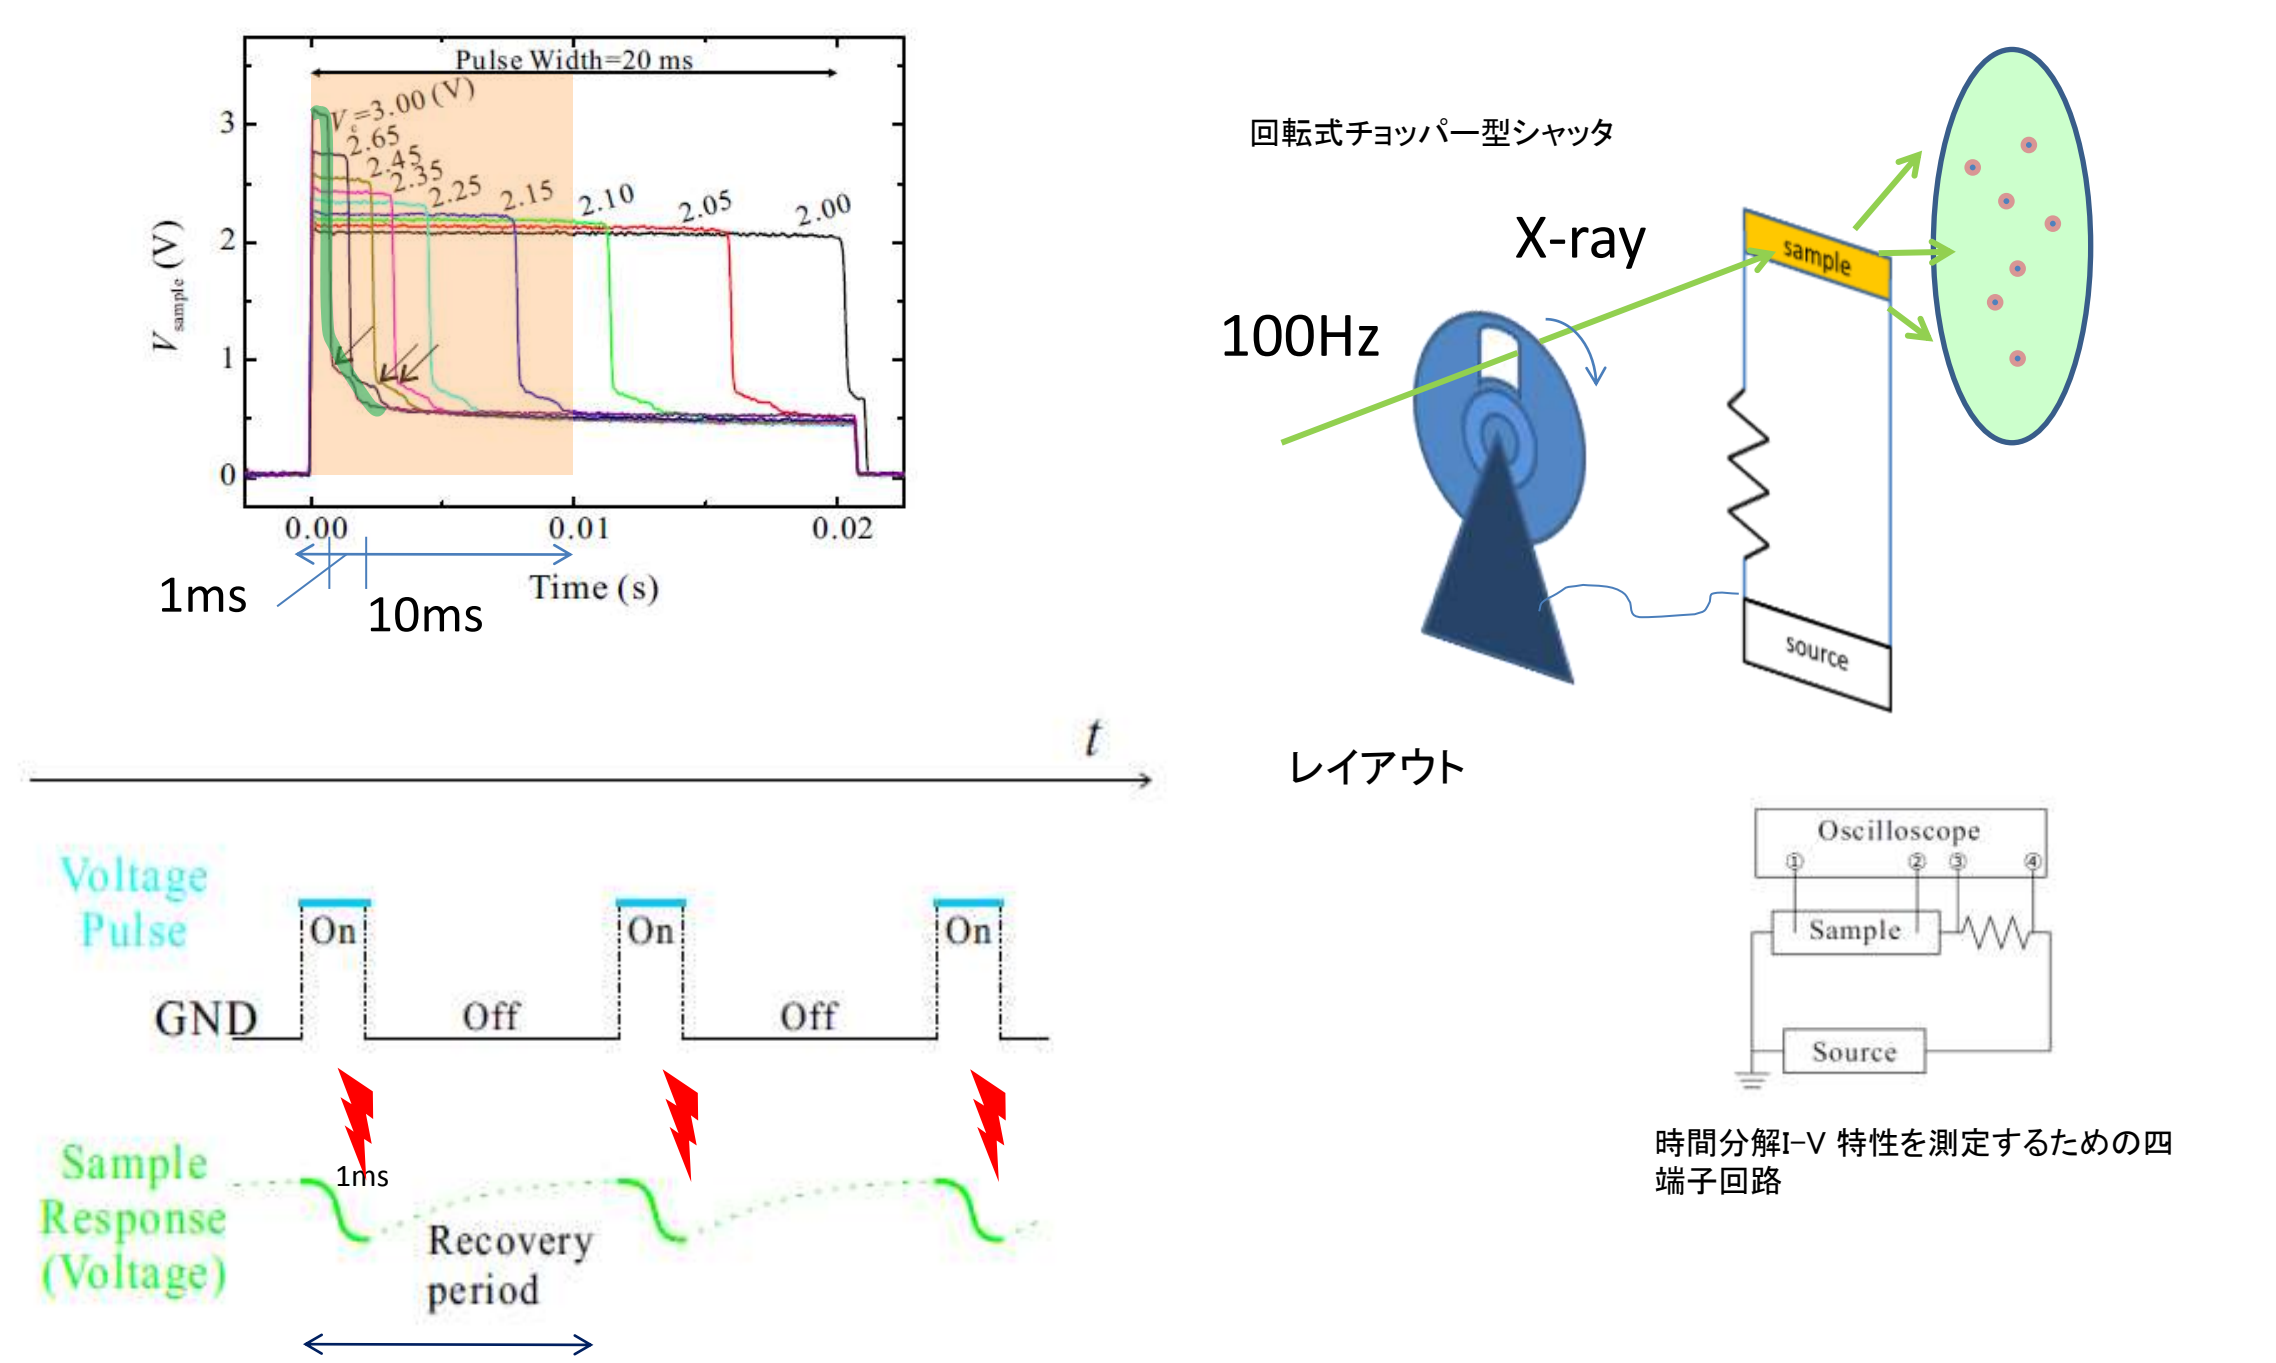 Pulse Width=20 ms
Vc=3.00 (V)
2.65
2.45
2.35
2.25
2.15
2.10
2.05
2.00
3
2
1
0
Vsample (V)
0.00
0.01
0.02
Time (s)
1ms
10ms
回転式チョッパー型シャッタ
X-ray
100Hz
sample
source
レイアウト
t
Voltage
Pulse
On
On
On
GND
Off
Off
Sample
Response
(Voltage)
1ms
Recovery
period
Oscilloscope
① ② ③ ④
Sample
Source
時間分解I-V 特性を測定するための四
端子回路